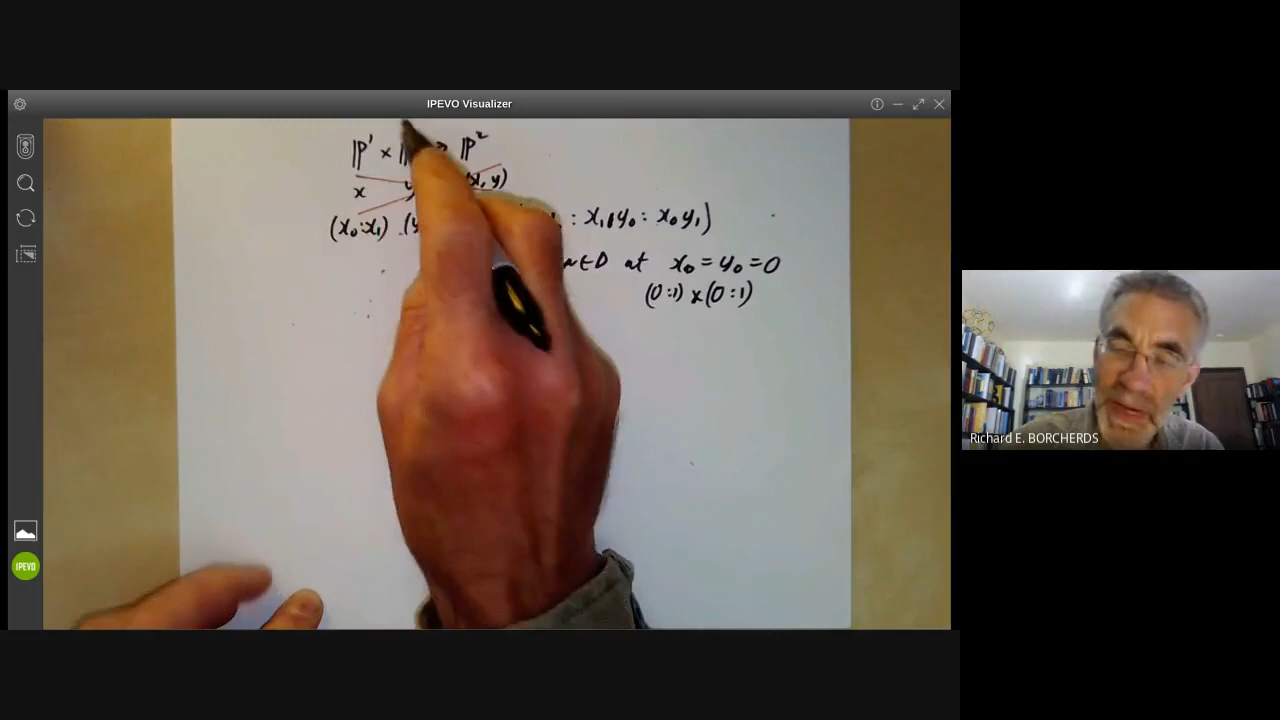 IPEVO Visualizer
ℙ¹ × ℙ²
x y, y)
(x₀:x₁) (y : x₁y₀ : x₀y₁)
at x₀ = y₀ = 0
(0:1) × (0:1)
Richard E. BORCHERDS
IPEVO